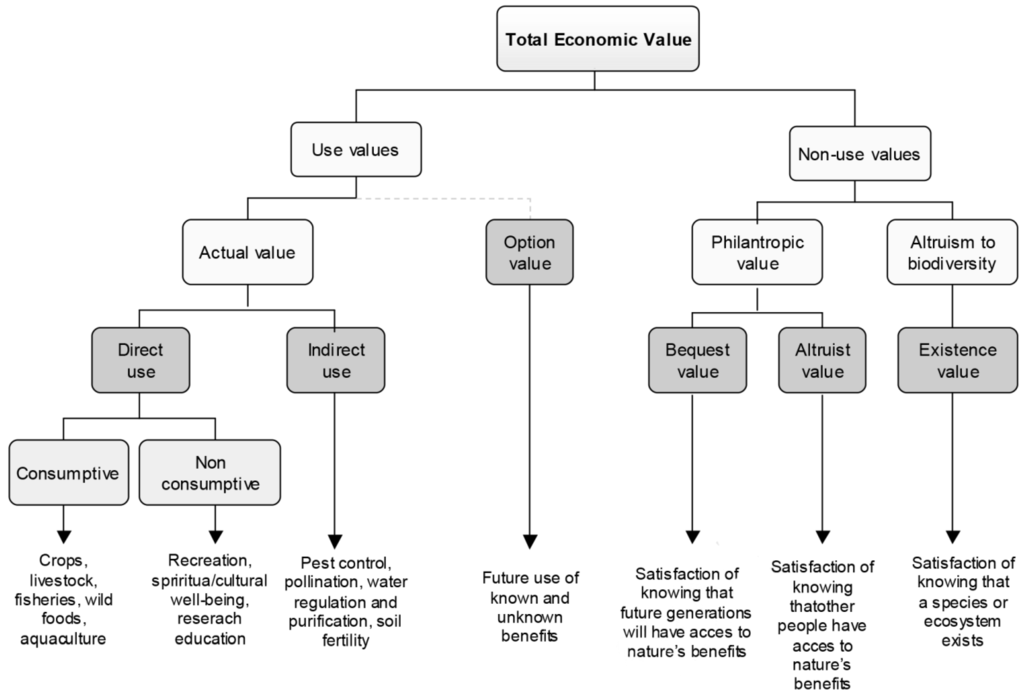 Total Economic Value
Use values
Non-use values
Actual value
Option
value
Philantropic
value
Altruism to
biodiversity
Direct
use
Indirect
use
Bequest
value
Altruist
value
Existence
value
Consumptive
Non
consumptive
Crops,
livestock,
fisheries, wild
foods,
aquaculture
Recreation,
spriritua/cultural
well-being,
reserach
education
Pest control,
pollination, water
regulation and
purification, soil
fertility
Future use of
known and
unknown
benefits
Satisfaction of
knowing that
future generations
will have acces to
nature's benefits
Satisfaction of
knowing
thatother
people have
acces to
nature's
benefits
Satisfaction of
knowing that
a species or
ecosystem
exists